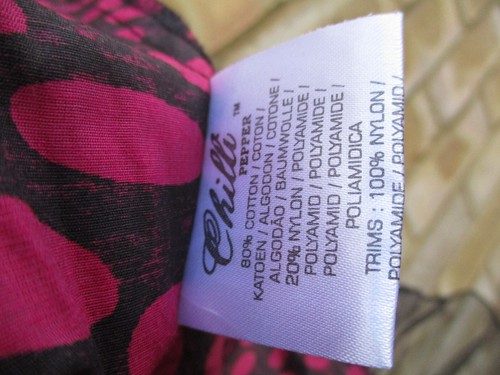 Chilli™
PEPPER
80% COTTON / COTON /
KATOEN / ALGODON / COTONE /
ALGODÃO / BAUMWOLLE /
20% NYLON / POLYAMIDE /
POLYAMID / POLYAMIDE /
POLYAMID / POLYAMIDE /
POLIAMIDICA
TRIMS : 100% NYLON /
POLYAMIDE / POLYAMID /